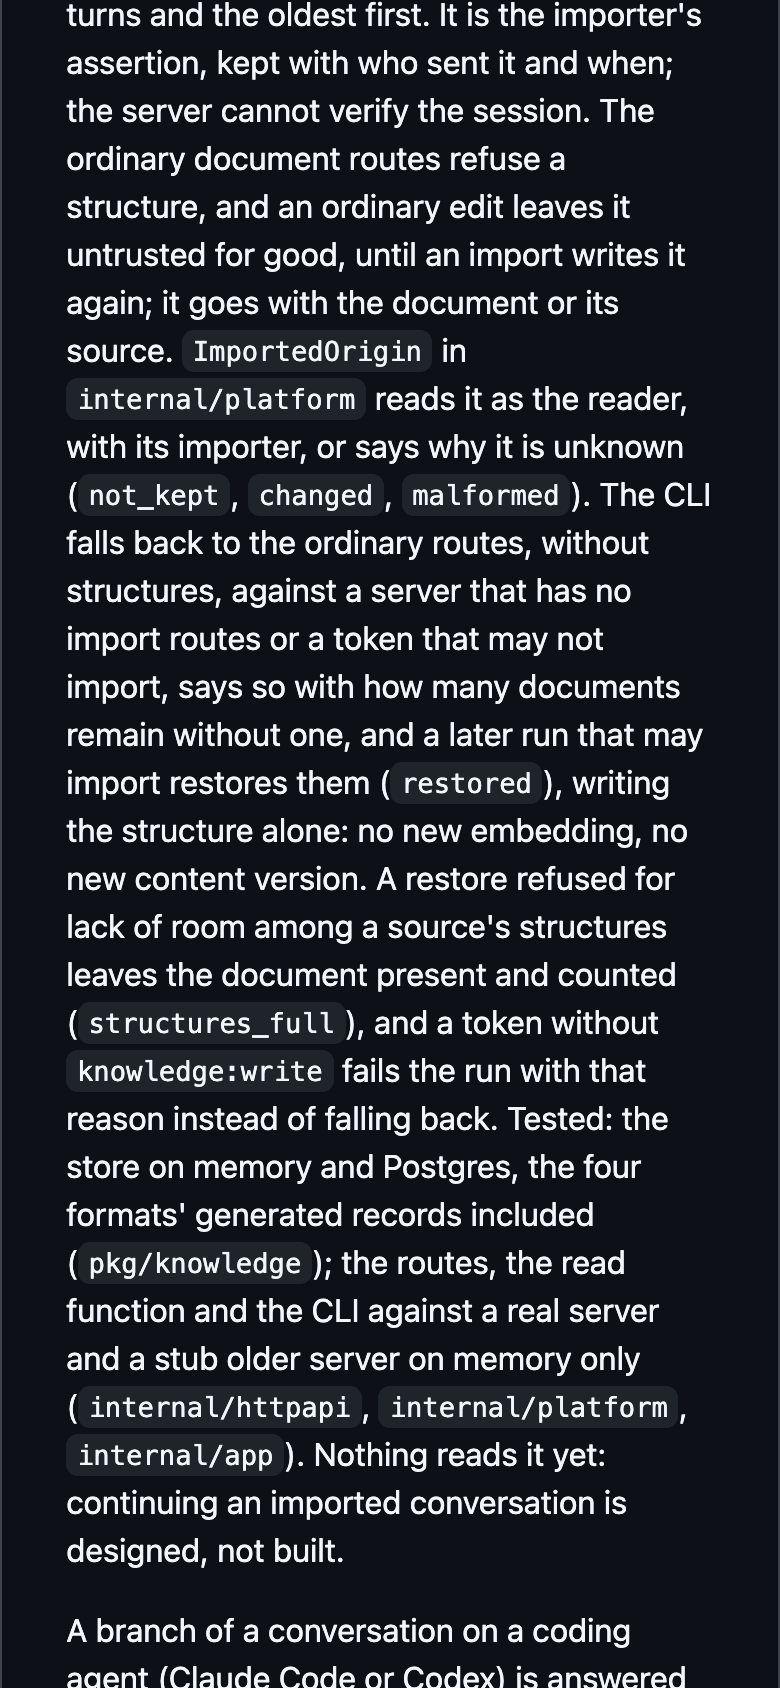 turns and the oldest first. It is the importer's
assertion, kept with who sent it and when;
the server cannot verify the session. The
ordinary document routes refuse a
structure, and an ordinary edit leaves it
untrusted for good, until an import writes it
again; it goes with the document or its
source. ImportedOrigin in
internal/platform reads it as the reader,
with its importer, or says why it is unknown
(not_kept, changed, malformed). The CLI
falls back to the ordinary routes, without
structures, against a server that has no
import routes or a token that may not
import, says so with how many documents
remain without one, and a later run that may
import restores them (restored), writing
the structure alone: no new embedding, no
new content version. A restore refused for
lack of room among a source's structures
leaves the document present and counted
(structures_full), and a token without
knowledge:write fails the run with that
reason instead of falling back. Tested: the
store on memory and Postgres, the four
formats' generated records included
(pkg/knowledge); the routes, the read
function and the CLI against a real server
and a stub older server on memory only
(internal/httpapi, internal/platform,
internal/app). Nothing reads it yet:
continuing an imported conversation is
designed, not built.
A branch of a conversation on a coding
agent (Claude Code or Codex) is answered